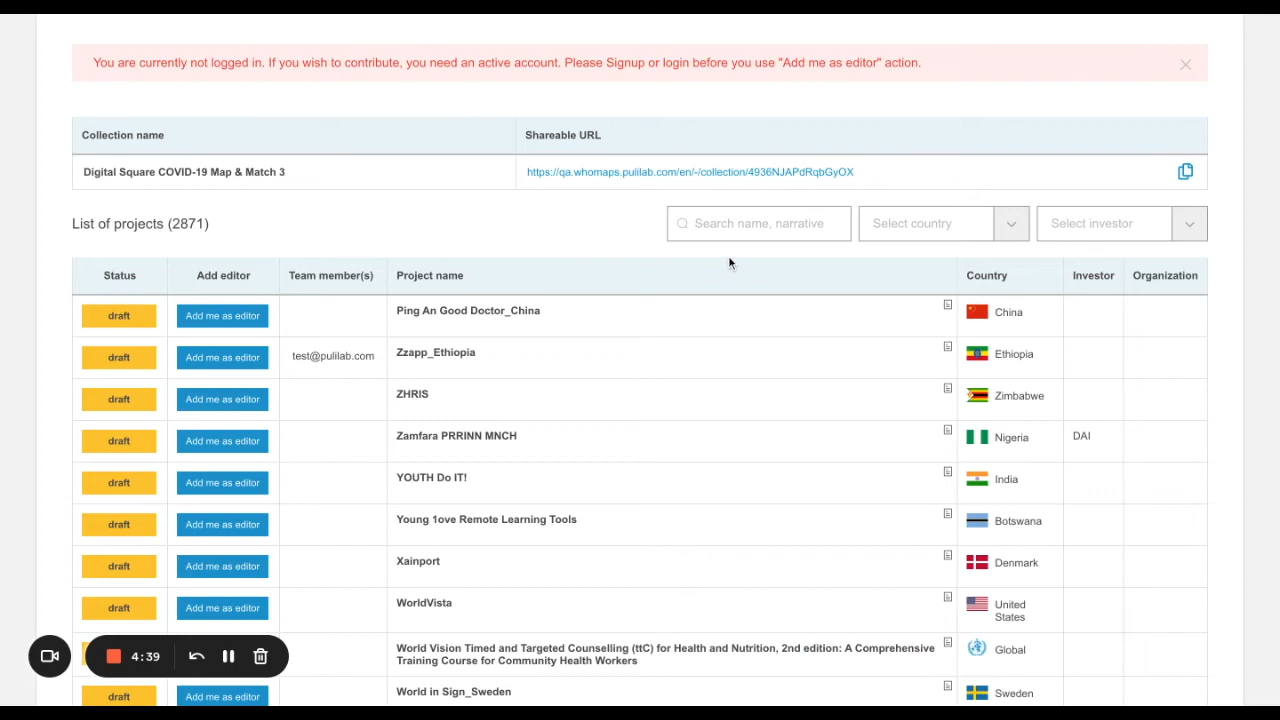 You are currently not logged in. If you wish to contribute, you need an active account. Please Signup or login before you use "Add me as editor" action.
Collection name Shareable URL
Digital Square COVID-19 Map & Match 3 https://qa.whomaps.pulilab.com/en/-/collection/4936NJAPdRqbGyOX
List of projects (2871) Search name, narrative Select country Select investor
Status Add editor Team member(s) Project name Country Investor Organization
draft Add me as editor Ping An Good Doctor_China China
draft Add me as editor test@pulilab.com Zzapp_Ethiopia Ethiopia
draft Add me as editor ZHRIS Zimbabwe
draft Add me as editor Zamfara PRRINN MNCH Nigeria DAI
draft Add me as editor YOUTH Do IT! India
draft Add me as editor Young 1ove Remote Learning Tools Botswana
draft Add me as editor Xainport Denmark
draft Add me as editor WorldVista United
States
World Vision Timed and Targeted Counselling (ttC) for Health and Nutrition, 2nd edition: A Comprehensive Global
Training Course for Community Health Workers
4:39
draft Add me as editor World in Sign_Sweden Sweden